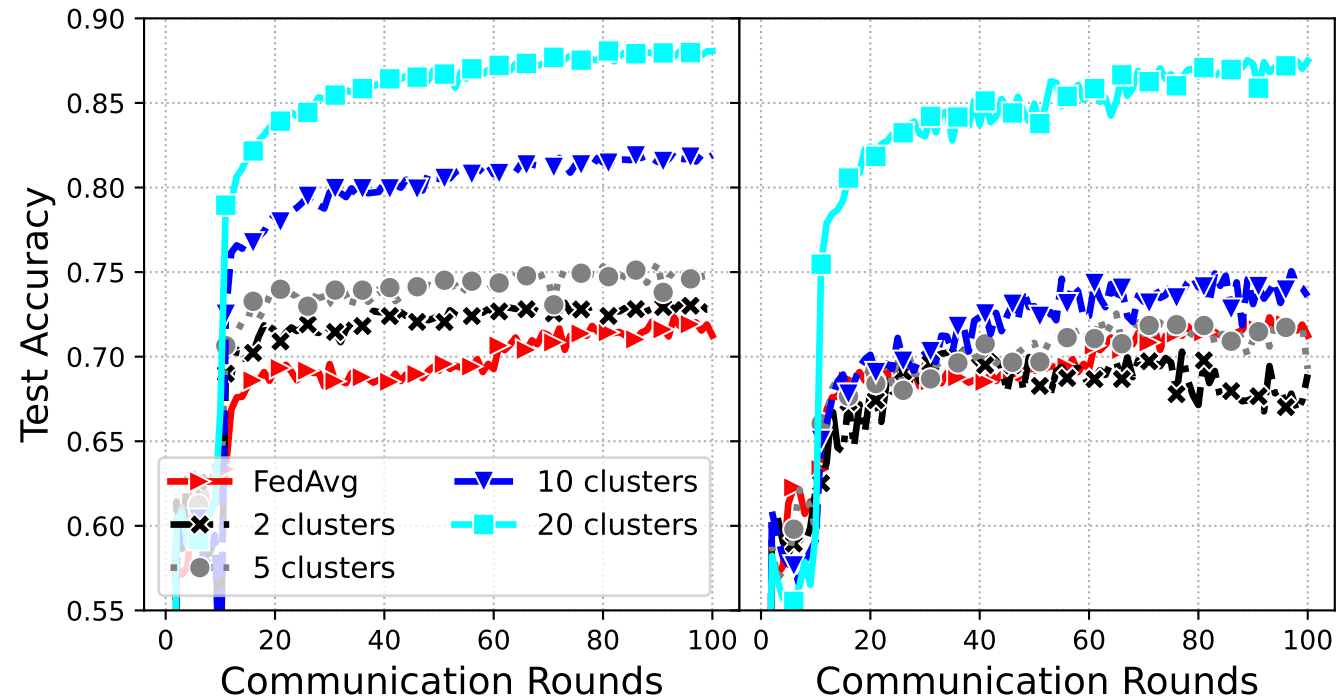 0.90
0.85
0.80
0.75
0.70
0.65
0.60
0.55
Test Accuracy
FedAvg
2 clusters
5 clusters
10 clusters
20 clusters
0 20 40 60 80 100
0 20 40 60 80 100
Communication Rounds
Communication Rounds